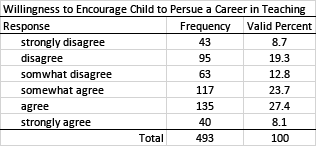 Willingness to Encourage Child to Persue a Career in Teaching
Response Frequency Valid Percent
strongly disagree 43 8.7
disagree 95 19.3
somwhat disagree 63 12.8
somewhat agree 117 23.7
agree 135 27.4
strongly agree 40 8.1
Total 493 100